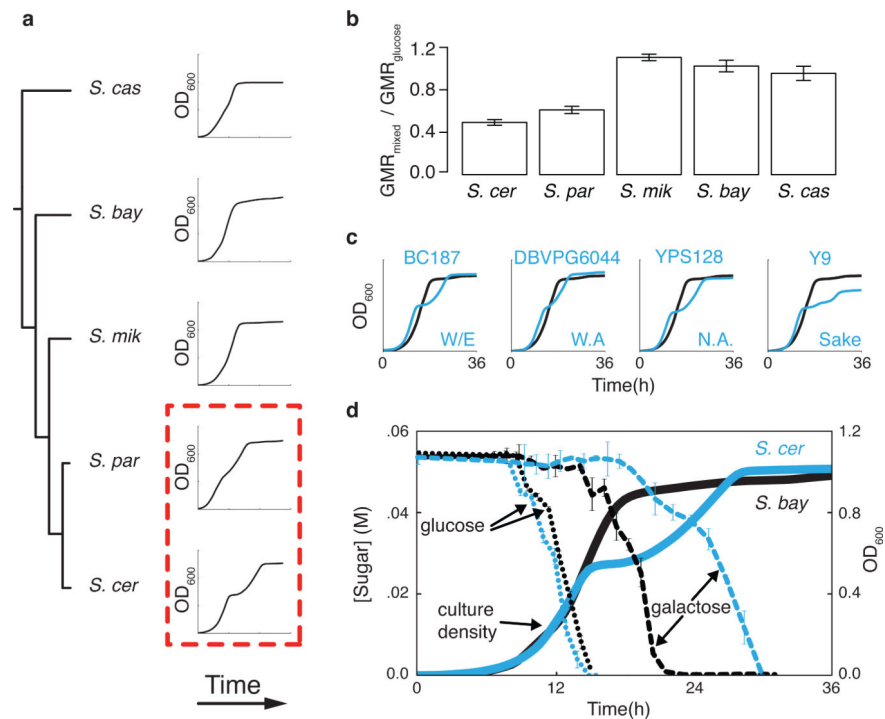 a
S. cas
OD600
S. bay
OD600
S. mik
OD600
S. par
OD600
S. cer
OD600
Time
b
GMRmixed / GMRglucose
1.2
0.8
0.4
0.0
S. cer S. par S. mik S. bay S. cas
c
OD600
BC187 DBVPG6044 YPS128 Y9
W/E W.A N.A. Sake
0 36 0 36 0 36 0 36
Time(h)
d
[Sugar] (M)
.06
.04
.02
0.0
S. cer
S. bay
glucose
culture
density
galactose
1.2
0.8
0.4
0.0
OD600
0 12 24 36
Time(h)